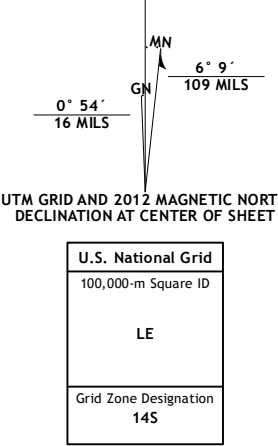 MN
GN
6° 9´
109 MILS
0° 54´
16 MILS
UTM GRID AND 2012 MAGNETIC NORT
DECLINATION AT CENTER OF SHEET
U.S. National Grid
100,000-m Square ID
LE
Grid Zone Designation
14S